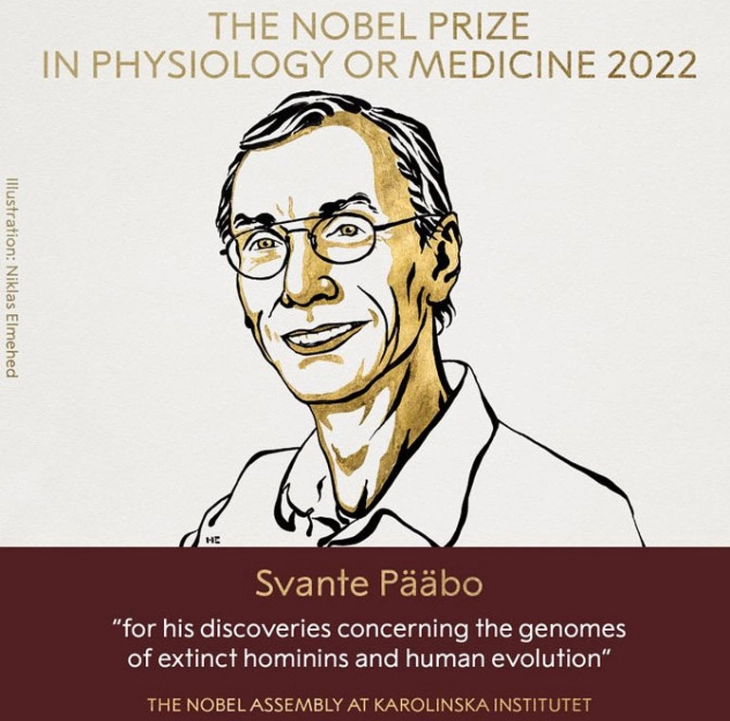 THE NOBEL PRIZE
IN PHYSIOLOGY OR MEDICINE 2022
Illustration: Niklas Elmehed
HE
Svante Pääbo
“for his discoveries concerning the genomes
of extinct hominins and human evolution”
THE NOBEL ASSEMBLY AT KAROLINSKA INSTITUTET